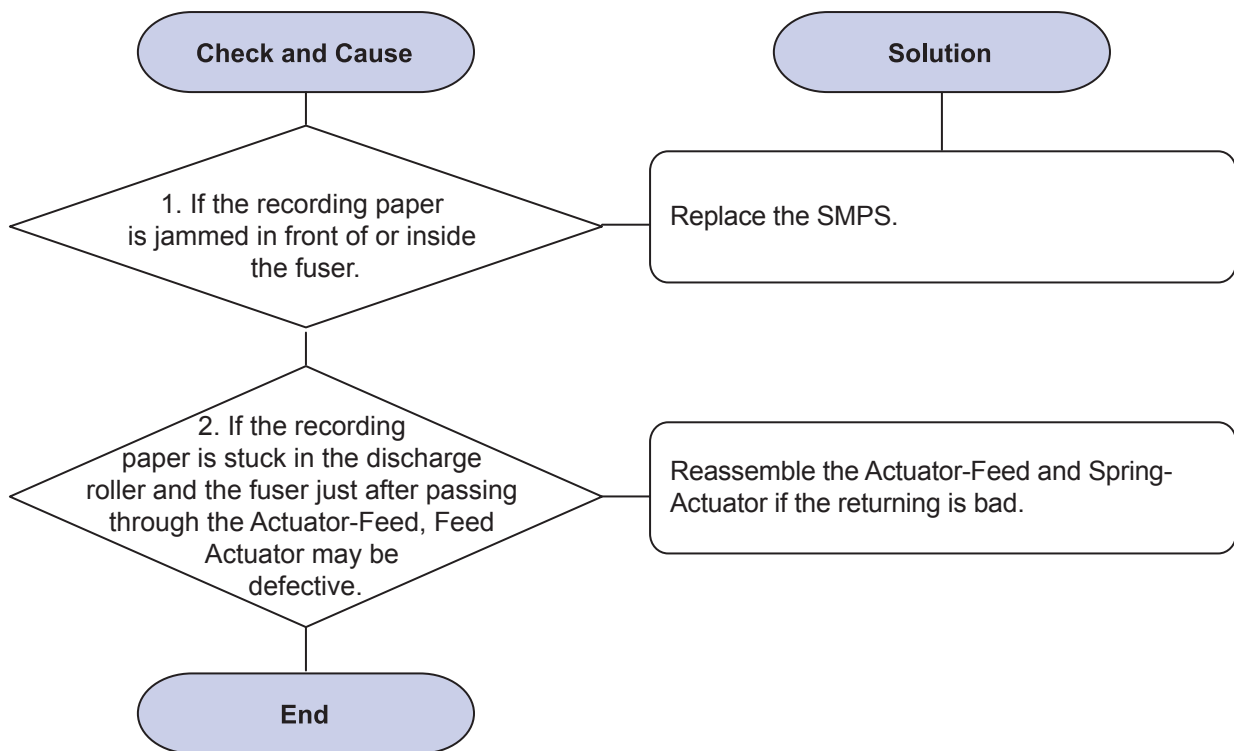 Check and Cause
Solution
1. If the recording paper
is jammed in front of or inside
the fuser.
Replace the SMPS.
2. If the recording
paper is stuck in the discharge
roller and the fuser just after passing
through the Actuator-Feed, Feed
Actuator may be
defective.
Reassemble the Actuator-Feed and Spring-
Actuator if the returning is bad.
End